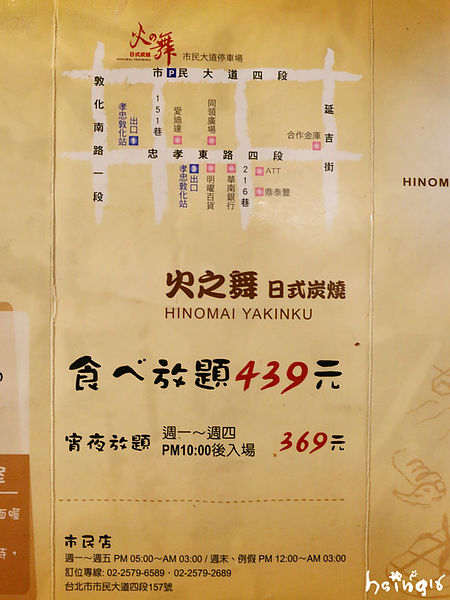 火の舞
日式炭燒
HINOMAI YAKINIKU
市民大道停車場
市P民大道四段
敦化南路一段
151巷
愛迪達
同領廣場
延吉街
合作金庫
出口
孝忠敦化站
忠孝東路四段
出口
孝忠敦化站
明曜百貨
華南銀行
216巷
ATT
鼎泰豐
HINOM
火之舞 日式炭燒
HINOMAI YAKINKU
食べ放題439元
宵夜放題 週一～週四
PM10:00後入場 369元
市民店
週一～週五 PM 05:00～AM 03:00 / 週末、例假 PM 12:00～AM 03:00
訂位專線: 02-2579-6589、02-2579-2689
台北市市民大道四段157號
haing16